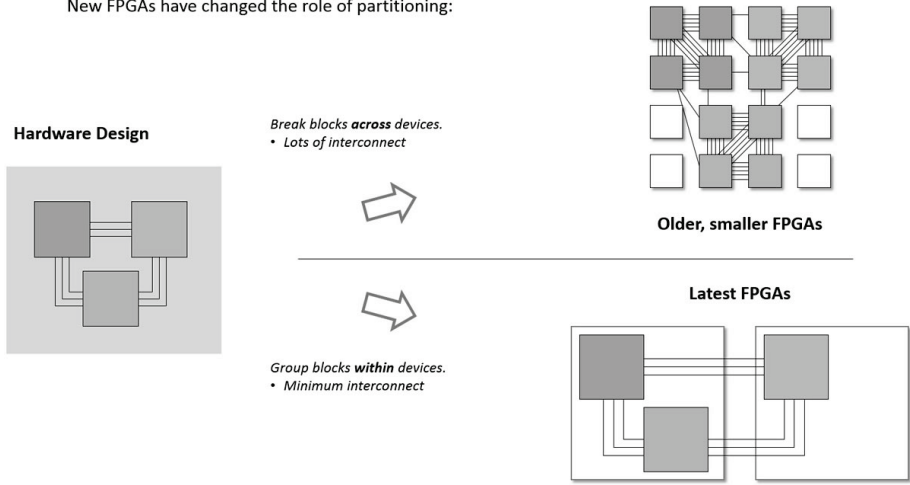 New FPGAs have changed the role of partitioning:
Hardware Design
Break blocks across devices.
• Lots of interconnect
Older, smaller FPGAs
Latest FPGAs
Group blocks within devices.
• Minimum interconnect